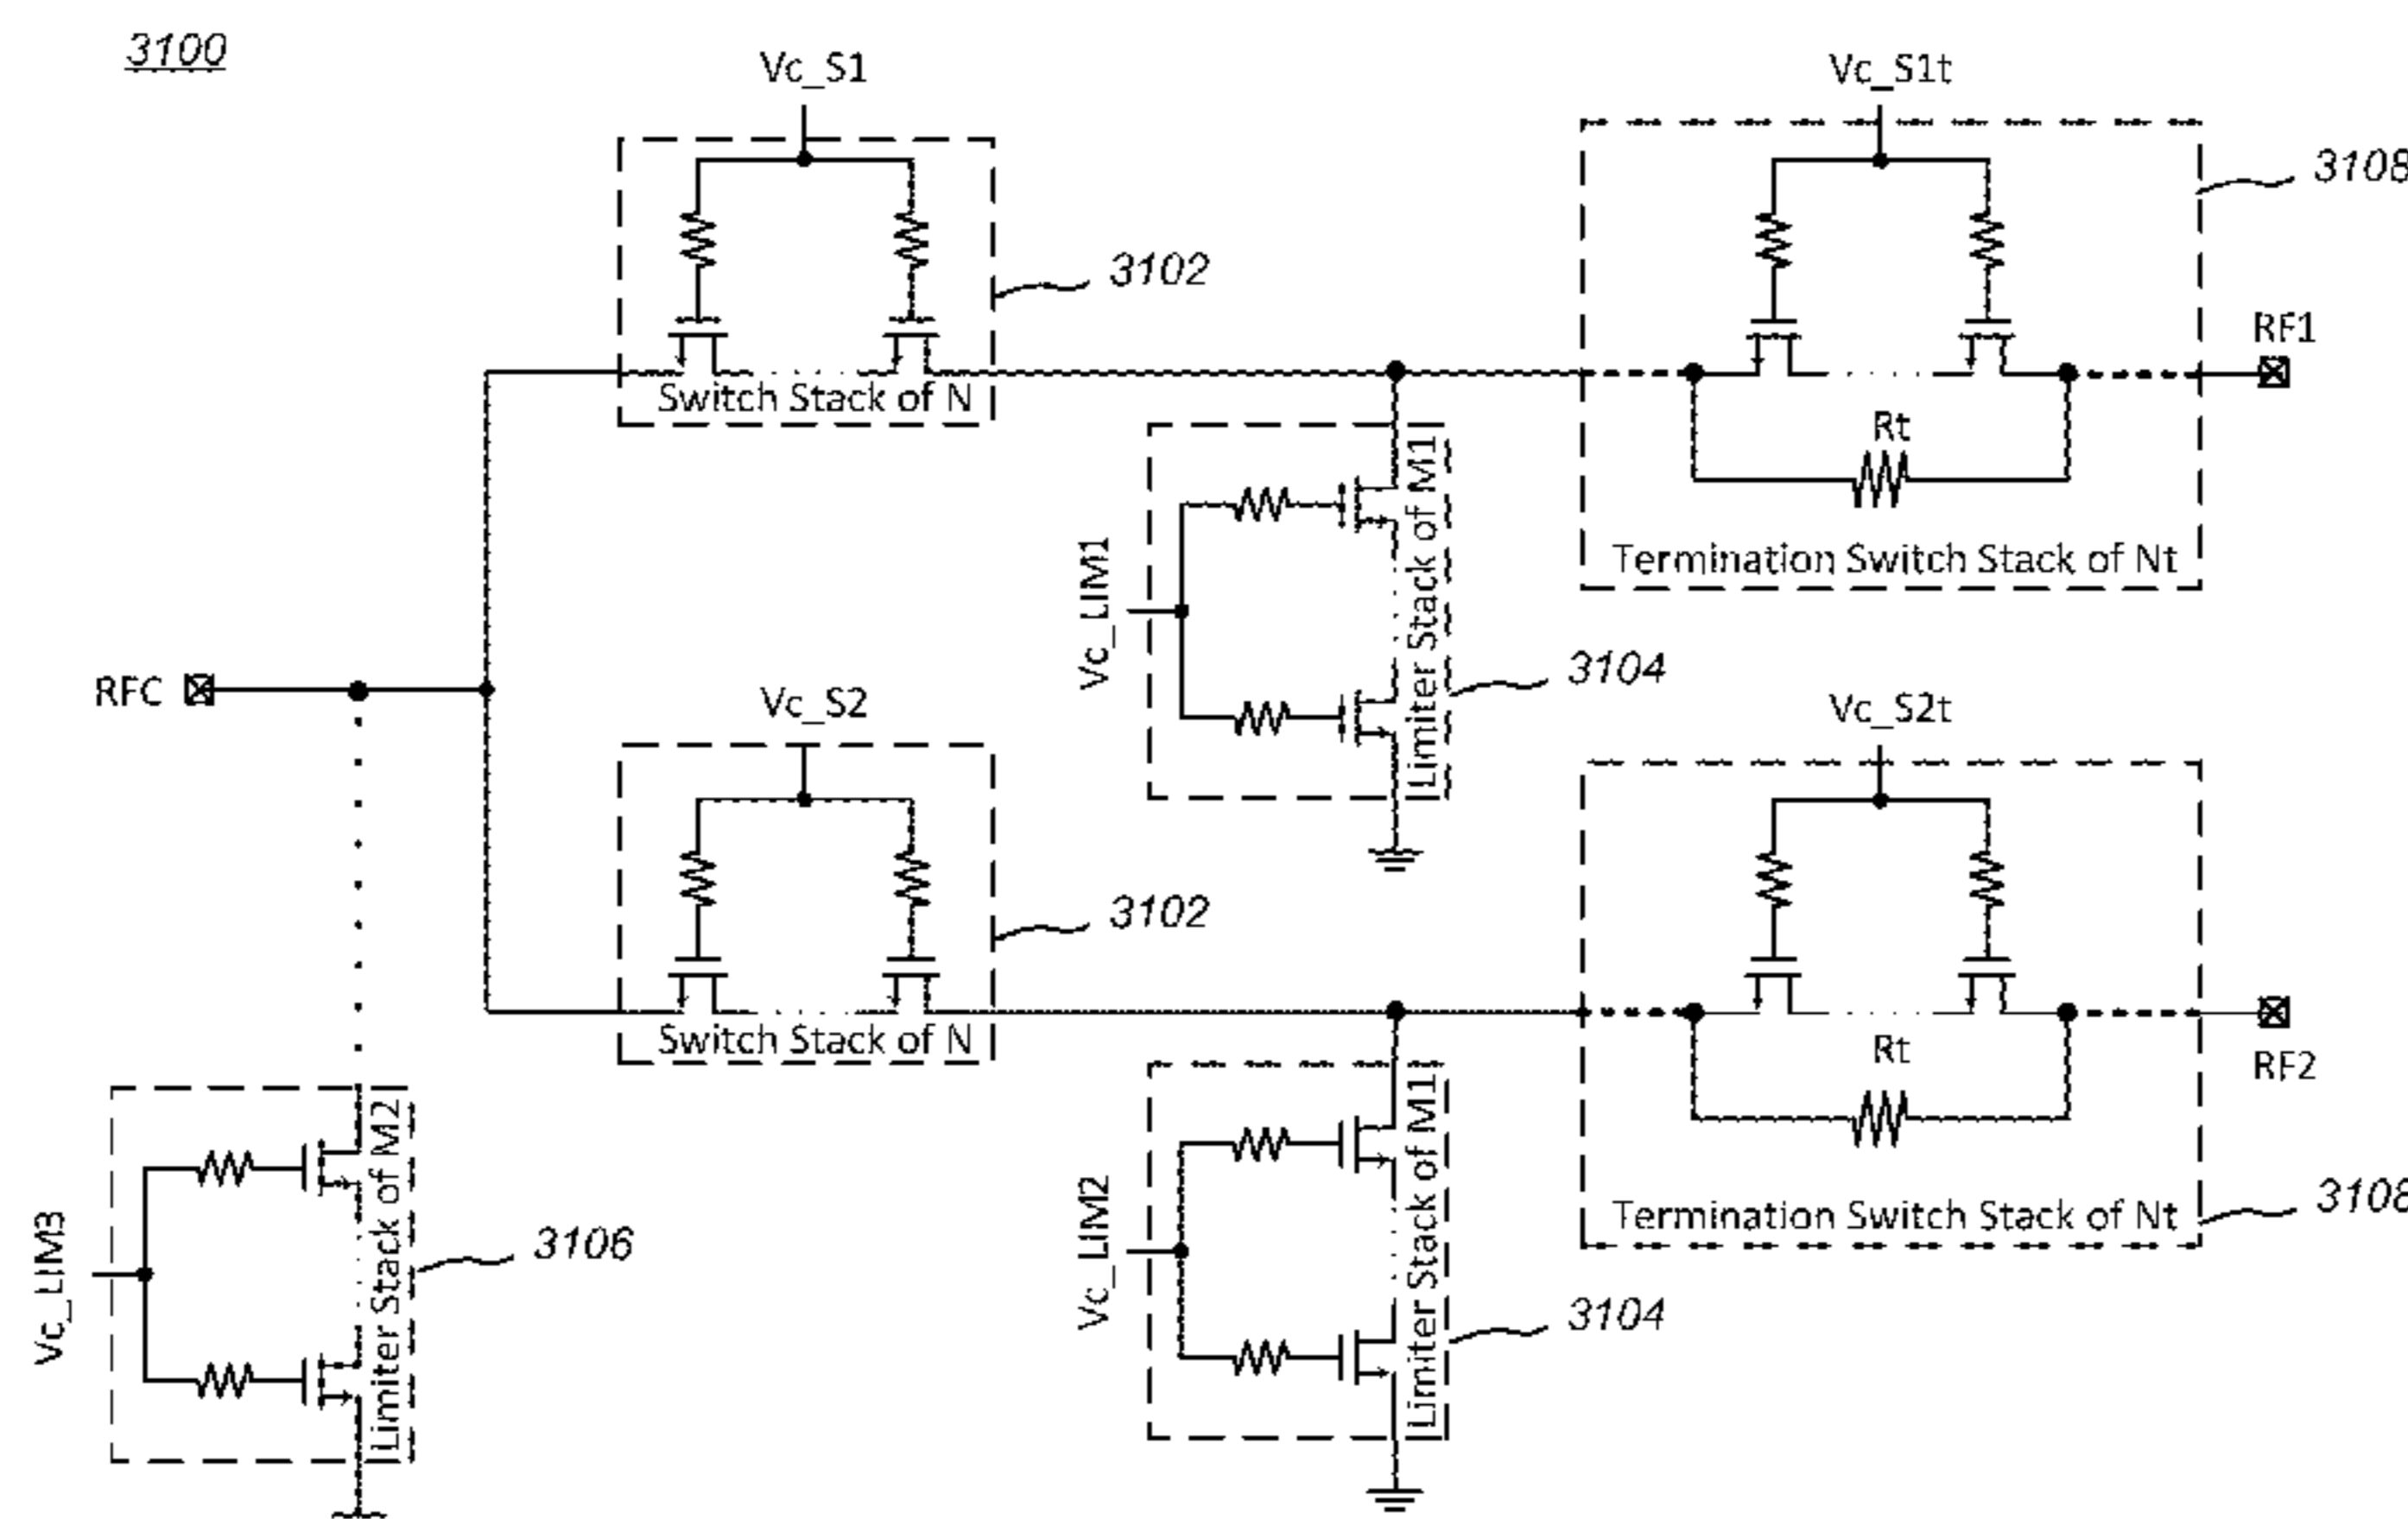 3100
Vc_S1
Vc_S1t
3108
3102
RF1
Switch Stack of N
Rt
Limiter Stack of M1
Vc_LIM1
Termination Switch Stack of Nt
3104
RFC
Vc_S2
Vc_S2t
3102
Switch Stack of N
Rt
RF2
Limiter Stack of M2
Limiter Stack of M1
3108
Vc_LIM3
3106
Vc_LIM2
Termination Switch Stack of Nt
3104